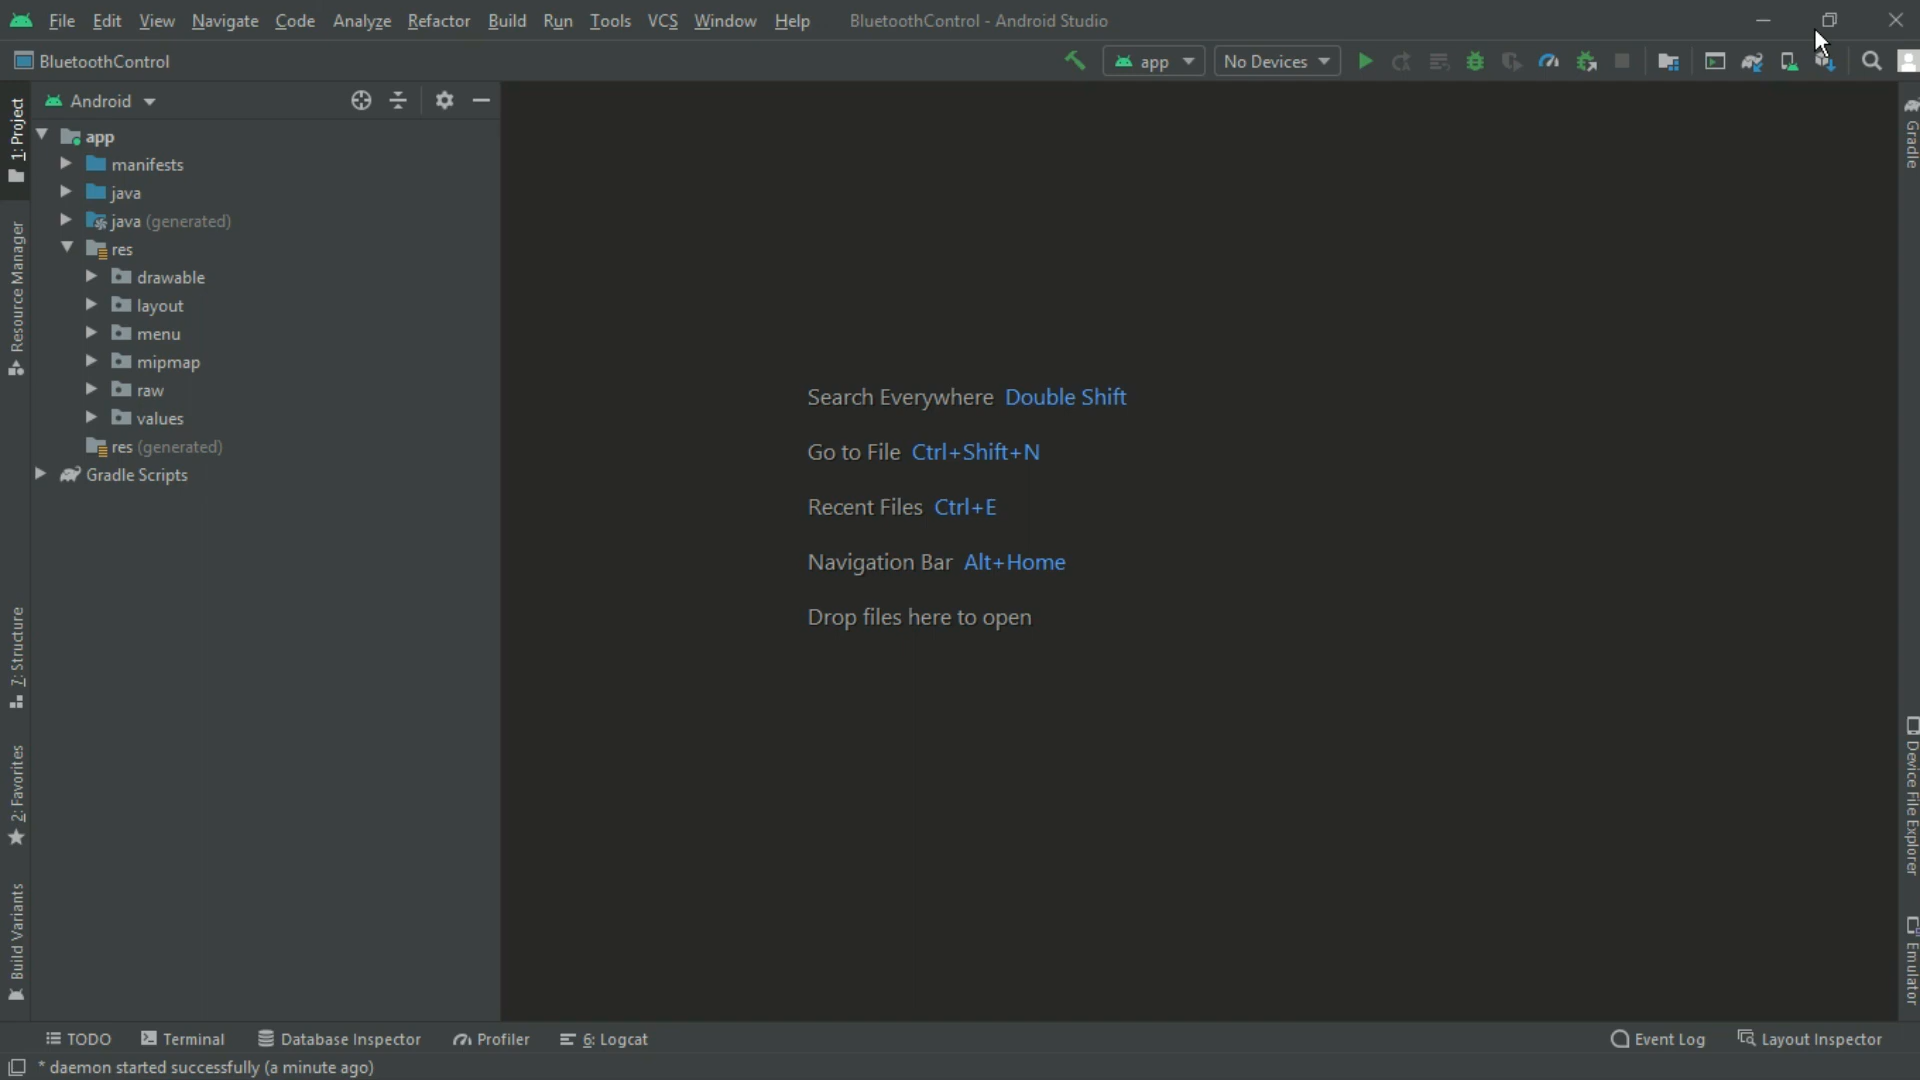 File Edit View Navigate Code Analyze Refactor Build Run Tools VCS Window Help BluetoothControl - Android Studio
BluetoothControl
app
No Devices
1: Project
Resource Manager
7: Structure
2: Favorites
Build Variants
Android
app
manifests
java
java (generated)
res
drawable
layout
menu
mipmap
raw
values
res (generated)
Gradle Scripts
Search Everywhere Double Shift
Go to File Ctrl+Shift+N
Recent Files Ctrl+E
Navigation Bar Alt+Home
Drop files here to open
Gradle
Device File Explorer
Emulator
TODO Terminal Database Inspector Profiler 6: Logcat Event Log Layout Inspector
* daemon started successfully (a minute ago)